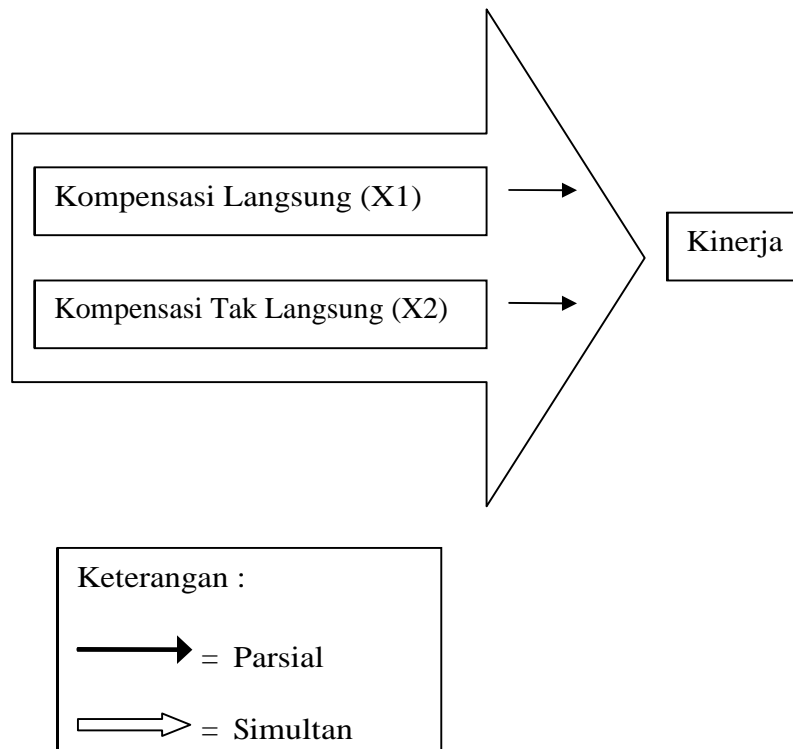 Kompensasi Langsung (X1)
Kinerja
Kompensasi Tak Langsung (X2)
Keterangan :
= Parsial
= Simultan